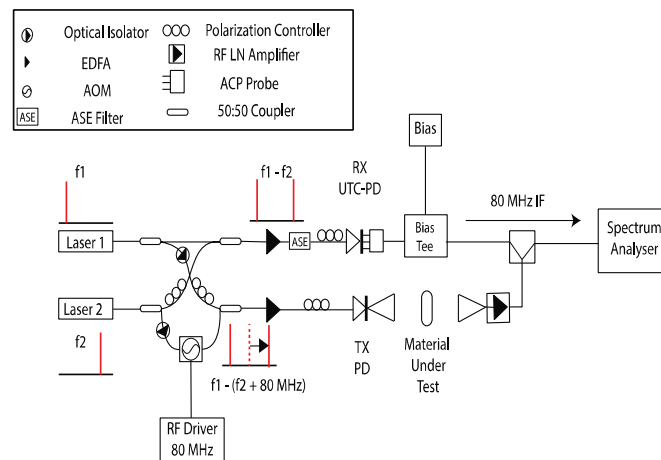 Optical Isolator
Polarization Controller
EDFA
RF LN Amplifier
AOM
ACP Probe
ASE
ASE Filter
50:50 Coupler
Bias
f1
f1 - f2
RX
UTC-PD
80 MHz IF
Laser 1
ASE
Bias
Tee
Spectrum
Analyser
Laser 2
f2
TX
PD
Material
Under
Test
f1 - (f2 + 80 MHz)
RF Driver
80 MHz